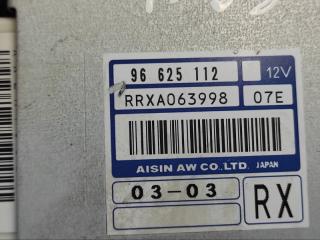 96 625 112 12V
RRXA063998 07E
AISIN AW CO.,LTD. JAPAN
03-03
RX